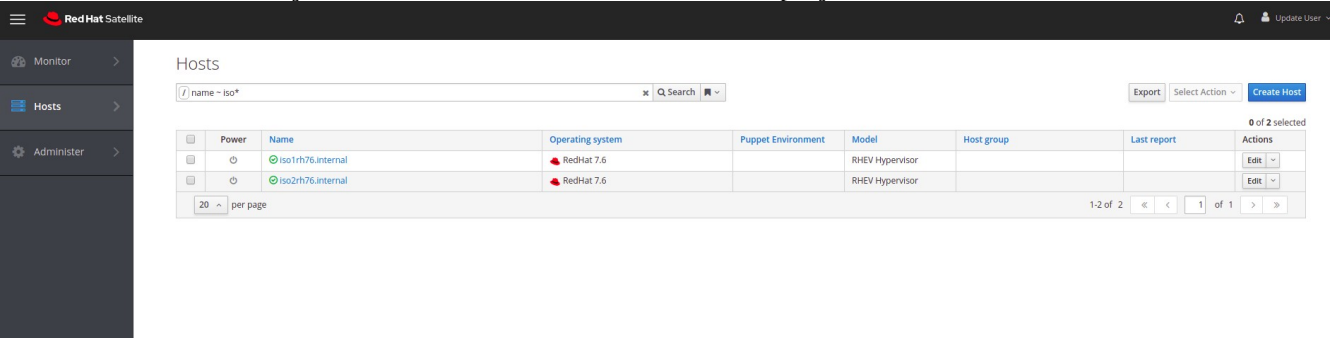 Red Hat Satellite
Update User
Monitor
Hosts
Administer
Hosts
/ name ~ iso* × Search
Export Select Action Create Host
0 of 2 selected
Power Name Operating system Puppet Environment Model Host group Last report Actions
iso1rh76.internal RedHat 7.6 RHEV Hypervisor Edit
iso2rh76.internal RedHat 7.6 RHEV Hypervisor Edit
20 per page 1-2 of 2 « < 1 of 1 > »